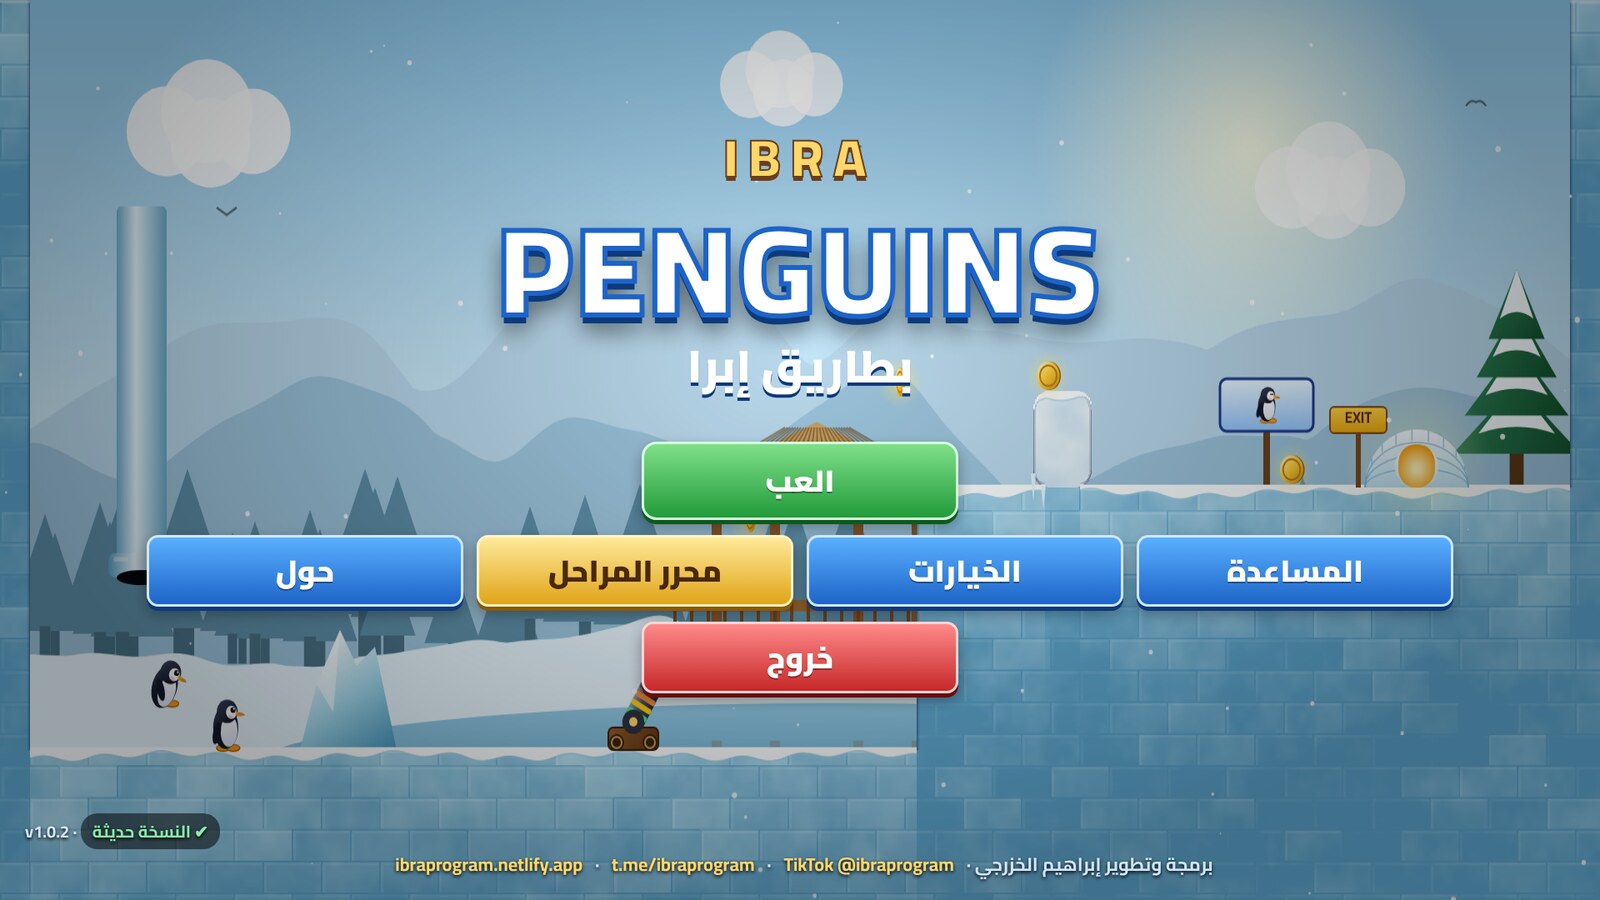 IBRA
PENGUINS
بطاريق إبرا
EXIT
العب
المساعدة
الخيارات
محرر المراحل
حول
خروج
✔ النسخة حديثة
v1.0.2 ·
برمجة وتطوير إبراهيم الخزرجي · TikTok @ibraprogram · t.me/ibraprogram · ibraprogram.netlify.app